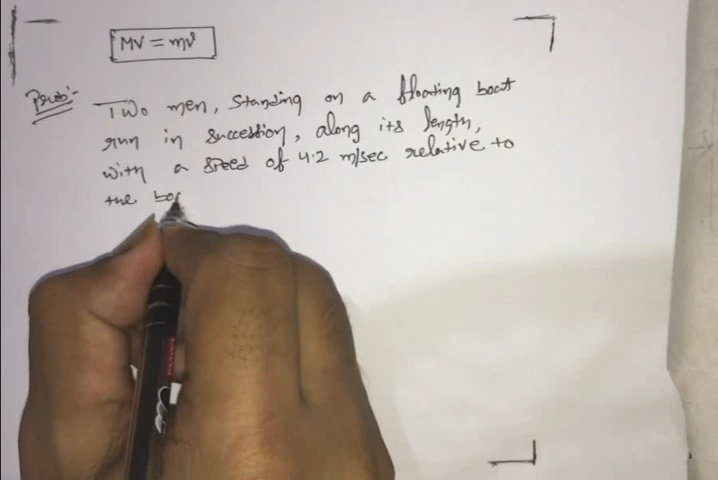 MV = mV
Prob:-
Two men, standing on a floating boat
run in succession, along its length,
with a speed of 4.2 m/sec relative to
the bo